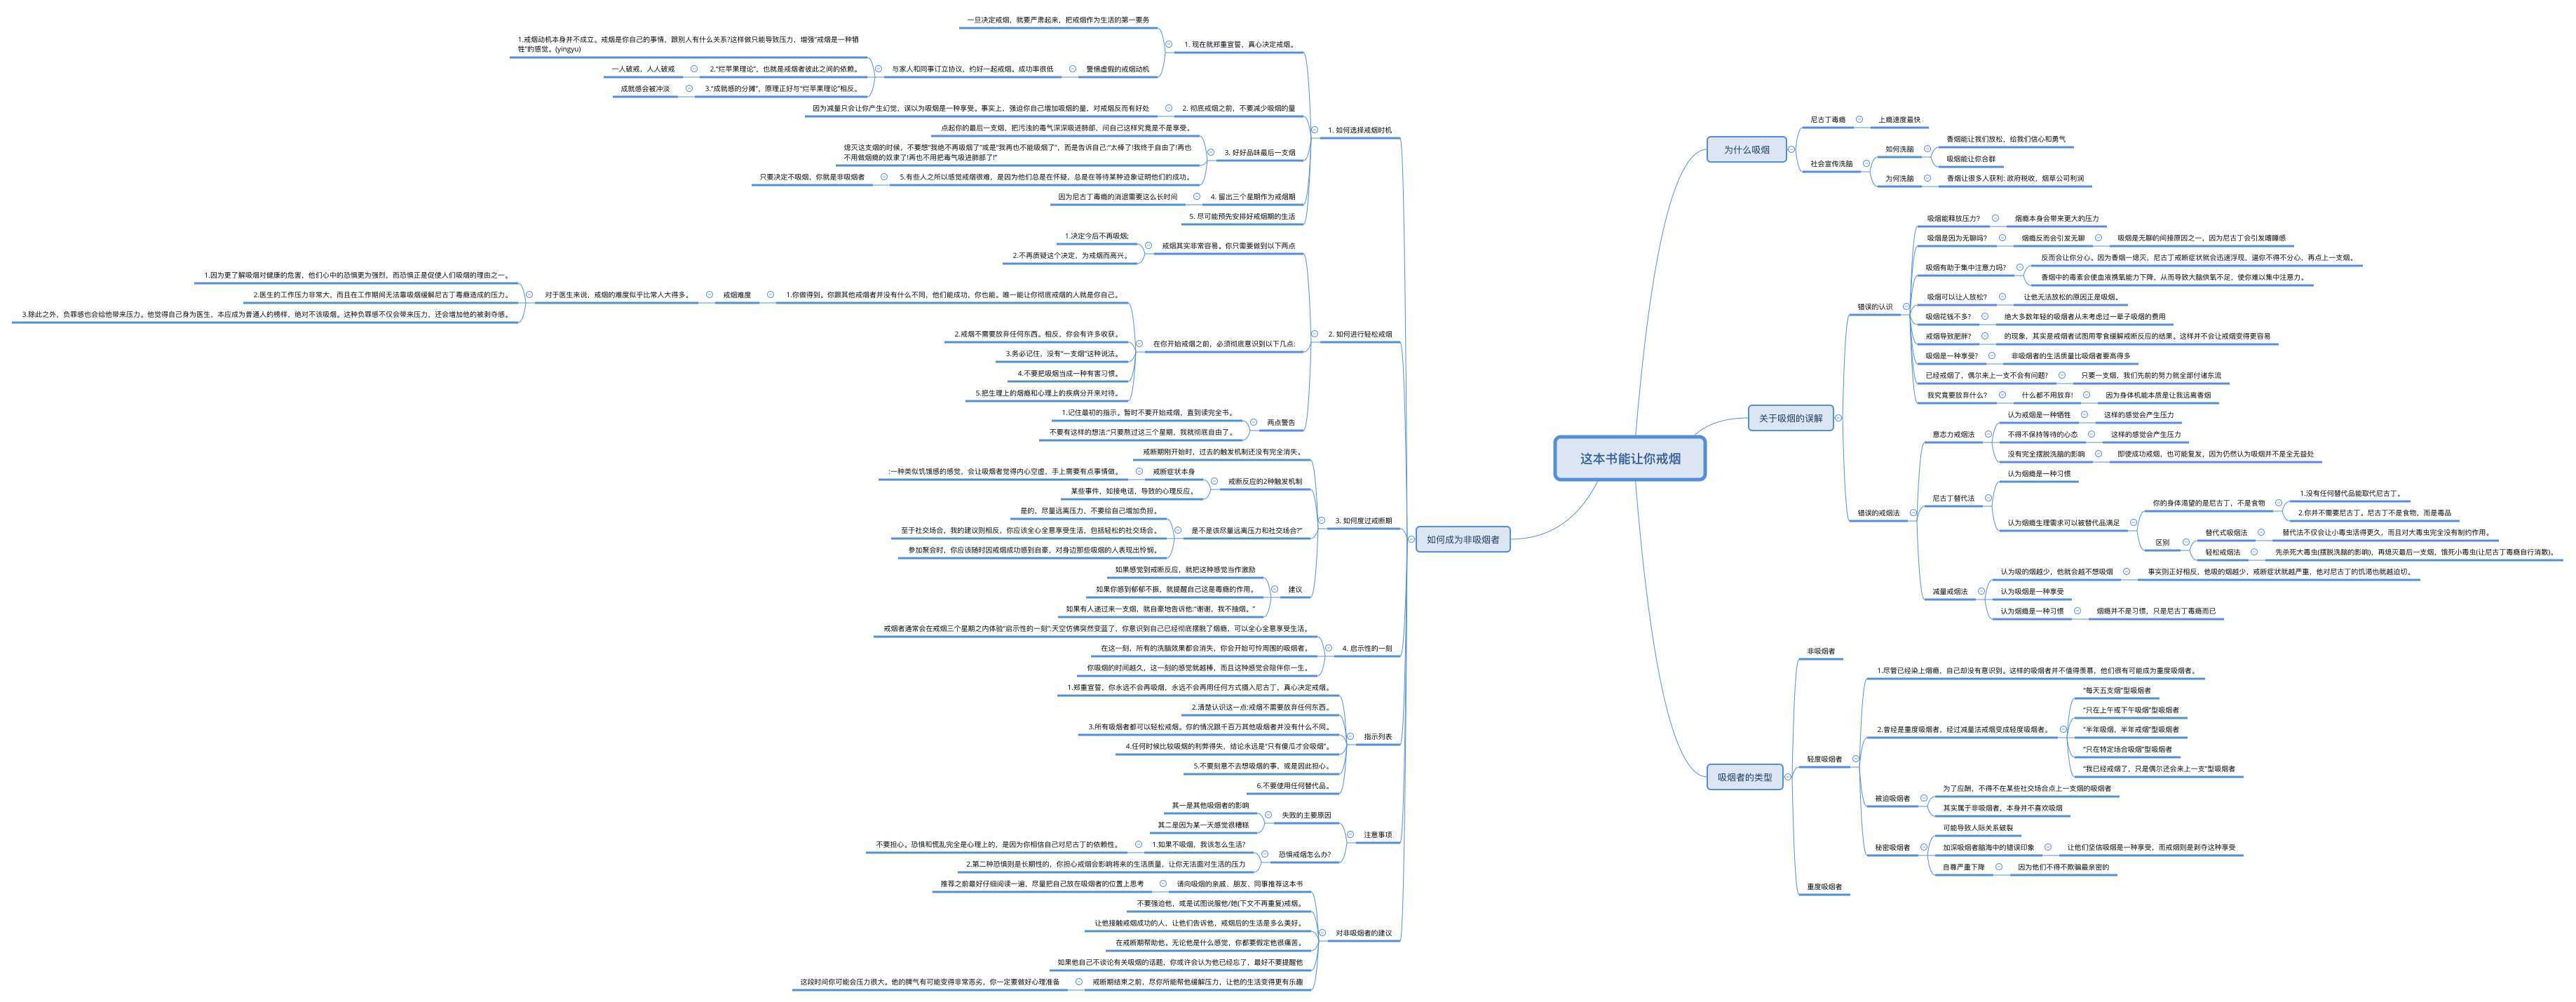 这本书能让你戒烟
为什么吸烟
尼古丁毒瘾
上瘾速度最快
社会宣传洗脑
如何洗脑
香烟能让我们放松，给我们信心和勇气
吸烟能让你合群
为何洗脑
香烟让很多人获利: 政府税收，烟草公司利润
关于吸烟的误解
错误的认识
吸烟能释放压力?
烟瘾本身会带来更大的压力
吸烟是因为无聊吗?
烟瘾反而会引发无聊
吸烟是无聊的间接原因之一，因为尼古丁会引发嗜睡感
吸烟有助于集中注意力吗?
反而会让你分心。因为香烟一熄灭，尼古丁戒断症状就会迅速浮现，逼你不得不分心，再点上一支烟。
香烟中的毒素会使血液携氧能力下降，从而导致大脑供氧不足，使你难以集中注意力。
吸烟可以让人放松?
让他无法放松的原因正是吸烟。
吸烟花钱不多?
绝大多数年轻的吸烟者从未考虑过一辈子吸烟的费用
戒烟导致肥胖?
的现象，其实是戒烟者试图用零食缓解戒断反应的结果。这样并不会让戒烟变得更容易
吸烟是一种享受?
非吸烟者的生活质量比吸烟者要高得多
已经戒烟了，偶尔来上一支不会有问题?
只要一支烟，我们先前的努力就全部付诸东流
我究竟要放弃什么?
什么都不用放弃!
因为身体机能本质是让我远离香烟
错误的戒烟法
意志力戒烟法
认为戒烟是一种牺牲
这样的感觉会产生压力
不得不保持等待的心态
这样的感觉会产生压力
没有完全摆脱洗脑的影响
即使成功戒烟，也可能复发，因为仍然认为吸烟并不是全无益处
尼古丁替代法
认为烟瘾是一种习惯
认为烟瘾生理需求可以被替代品满足
你的身体渴望的是尼古丁，不是食物
1.没有任何替代品能取代尼古丁。
2.你并不需要尼古丁。尼古丁不是食物，而是毒品
区别
替代式吸烟法
替代法不仅会让小毒虫活得更久，而且对大毒虫完全没有制约作用。
轻松戒烟法
先杀死大毒虫(摆脱洗脑的影响)，再熄灭最后一支烟，饿死小毒虫(让尼古丁毒瘾自行消散)。
减量戒烟法
认为吸的烟越少，他就会越不想吸烟
事实则正好相反，他吸的烟越少，戒断症状就越严重，他对尼古丁的饥渴也就越迫切。
认为吸烟是一种享受
认为烟瘾是一种习惯
烟瘾并不是习惯，只是尼古丁毒瘾而已
吸烟者的类型
非吸烟者
轻度吸烟者
1.尽管已经染上烟瘾，自己却没有意识到。这样的吸烟者并不值得羡慕，他们很有可能成为重度吸烟者。
2.曾经是重度吸烟者，经过减量法戒烟变成轻度吸烟者。
“每天五支烟”型吸烟者
“只在上午或下午吸烟”型吸烟者
“半年吸烟，半年戒烟”型吸烟者
“只在特定场合吸烟”型吸烟者
“我已经戒烟了，只是偶尔还会来上一支”型吸烟者
被迫吸烟者
为了应酬，不得不在某些社交场合点上一支烟的吸烟者
其实属于非吸烟者，本身并不喜欢吸烟
秘密吸烟者
可能导致人际关系破裂
加深吸烟者脑海中的错误印象
让他们坚信吸烟是一种享受，而戒烟则是剥夺这种享受
自尊严重下降
因为他们不得不欺骗最亲密的
重度吸烟者
如何成为非吸烟者
1. 如何选择戒烟时机
1. 现在就郑重宣誓，真心决定戒烟。
一旦决定戒烟，就要严肃起来，把戒烟作为生活的第一要务
警惕虚假的戒烟动机
与家人和同事订立协议，约好一起戒烟。成功率很低
1.戒烟动机本身并不成立。戒烟是你自己的事情，跟别人有什么关系?这样做只能导致压力，增强“戒烟是一种牺
牲”的感觉。(yingyu)
2.“烂苹果理论”，也就是戒烟者彼此之间的依赖。
一人破戒，人人破戒
3.“成就感的分摊”，原理正好与“烂苹果理论”相反。
成就感会被冲淡
2. 彻底戒烟之前，不要减少吸烟的量
因为减量只会让你产生幻觉，误以为吸烟是一种享受。事实上，强迫你自己增加吸烟的量，对戒烟反而有好处
3. 好好品味最后一支烟
点起你的最后一支烟，把污浊的毒气深深吸进肺部，问自己这样究竟是不是享受。
熄灭这支烟的时候，不要想“我绝不再吸烟了”或是“我再也不能吸烟了”，而是告诉自己:“太棒了!我终于自由了!再也
不用做烟瘾的奴隶了!再也不用把毒气吸进肺部了!”
5.有些人之所以感觉戒烟很难，是因为他们总是在怀疑，总是在等待某种迹象证明他们的成功。
只要决定不吸烟，你就是非吸烟者
4. 留出三个星期作为戒烟期
因为尼古丁毒瘾的消退需要这么长时间
5. 尽可能预先安排好戒烟期的生活
2. 如何进行轻松戒烟
戒烟其实非常容易。你只需要做到以下两点
1.决定今后不再吸烟;
2.不再质疑这个决定，为戒烟而高兴。
在你开始戒烟之前，必须彻底意识到以下几点:
1.你做得到。你跟其他戒烟者并没有什么不同，他们能成功，你也能。唯一能让你彻底戒烟的人就是你自己。
戒烟难度
对于医生来说，戒烟的难度似乎比常人大得多。
1.因为更了解吸烟对健康的危害，他们心中的恐惧更为强烈，而恐惧正是促使人们吸烟的理由之一。
2.医生的工作压力非常大，而且在工作期间无法靠吸烟缓解尼古丁毒瘾造成的压力。
3.除此之外，负罪感也会给他带来压力。他觉得自己身为医生，本应成为普通人的榜样，绝对不该吸烟。这种负罪感不仅会带来压力，还会增加他的被剥夺感。
2.戒烟不需要放弃任何东西。相反，你会有许多收获。
3.务必记住，没有“一支烟”这种说法。
4.不要把吸烟当成一种有害习惯。
5.把生理上的烟瘾和心理上的疾病分开来对待。
两点警告
1.记住最初的指示。暂时不要开始戒烟，直到读完全书。
不要有这样的想法:“只要熬过这三个星期，我就彻底自由了。
3. 如何度过戒断期
戒断期刚开始时，过去的触发机制还没有完全消失。
戒断反应的2种触发机制
戒断症状本身
:一种类似饥饿感的感觉，会让吸烟者觉得内心空虚，手上需要有点事情做。
某些事件，如接电话，导致的心理反应。
是不是该尽量远离压力和社交场合?”
是的、尽量远离压力，不要给自己增加负担。
至于社交场合，我的建议则相反，你应该全心全意享受生活，包括轻松的社交场合。
参加聚会时，你应该随时因戒烟成功感到自豪，对身边那些吸烟的人表现出怜悯。
建议
如果感觉到戒断反应，就把这种感觉当作激励
如果你感到郁郁不振，就提醒自己这是毒瘾的作用。
如果有人递过来一支烟，就自豪地告诉他:“谢谢，我不抽烟。”
4. 启示性的一刻
戒烟者通常会在戒烟三个星期之内体验“启示性的一刻”:天空仿佛突然变蓝了，你意识到自己已经彻底摆脱了烟瘾，可以全心全意享受生活。
在这一刻，所有的洗脑效果都会消失，你会开始可怜周围的吸烟者。
你吸烟的时间越久，这一刻的感觉就越棒，而且这种感觉会陪伴你一生。
指示列表
1.郑重宣誓，你永远不会再吸烟，永远不会再用任何方式摄入尼古丁，真心决定戒烟。
2.清楚认识这一点:戒烟不需要放弃任何东西。
3.所有吸烟者都可以轻松戒烟。你的情况跟千百万其他吸烟者并没有什么不同。
4.任何时候比较吸烟的利弊得失，结论永远是“只有傻瓜才会吸烟”。
5.不要刻意不去想吸烟的事，或是因此担心。
6.不要使用任何替代品。
注意事项
失败的主要原因
其一是其他吸烟者的影响
其二是因为某一天感觉很糟糕
恐惧戒烟怎么办?
1.如果不吸烟，我该怎么生活?
不要担心。恐惧和慌乱完全是心理上的，是因为你相信自己对尼古丁的依赖性。
2.第二种恐惧则是长期性的，你担心戒烟会影响将来的生活质量，让你无法面对生活的压力
对非吸烟者的建议
请向吸烟的亲戚、朋友、同事推荐这本书
推荐之前最好仔细阅读一遍，尽量把自己放在吸烟者的位置上思考
不要强迫他，或是试图说服他/她(下文不再重复)戒烟。
让他接触戒烟成功的人，让他们告诉他，戒烟后的生活是多么美好。
在戒断期帮助他。无论他是什么感觉，你都要假定他很痛苦。
如果他自己不谈论有关吸烟的话题，你或许会认为他已经忘了，最好不要提醒他
戒断期结束之前，尽你所能帮他缓解压力，让他的生活变得更有乐趣
这段时间你可能会压力很大。他的脾气有可能变得非常恶劣，你一定要做好心理准备